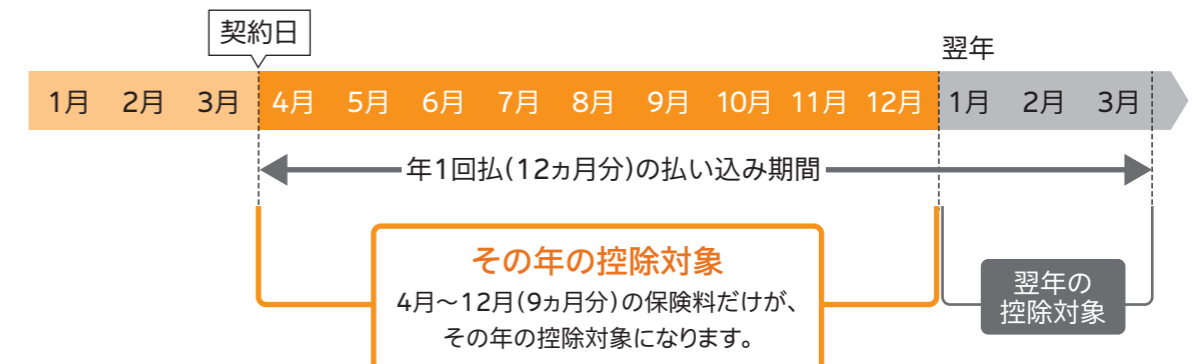 契約日
翌年
1月 2月 3月 4月 5月 6月 7月 8月 9月 10月 11月 12月 1月 2月 3月
年1回払(12ヵ月分)の払い込み期間
その年の控除対象
4月～12月(9ヵ月分)の保険料だけが、
その年の控除対象になります。
翌年の
控除対象